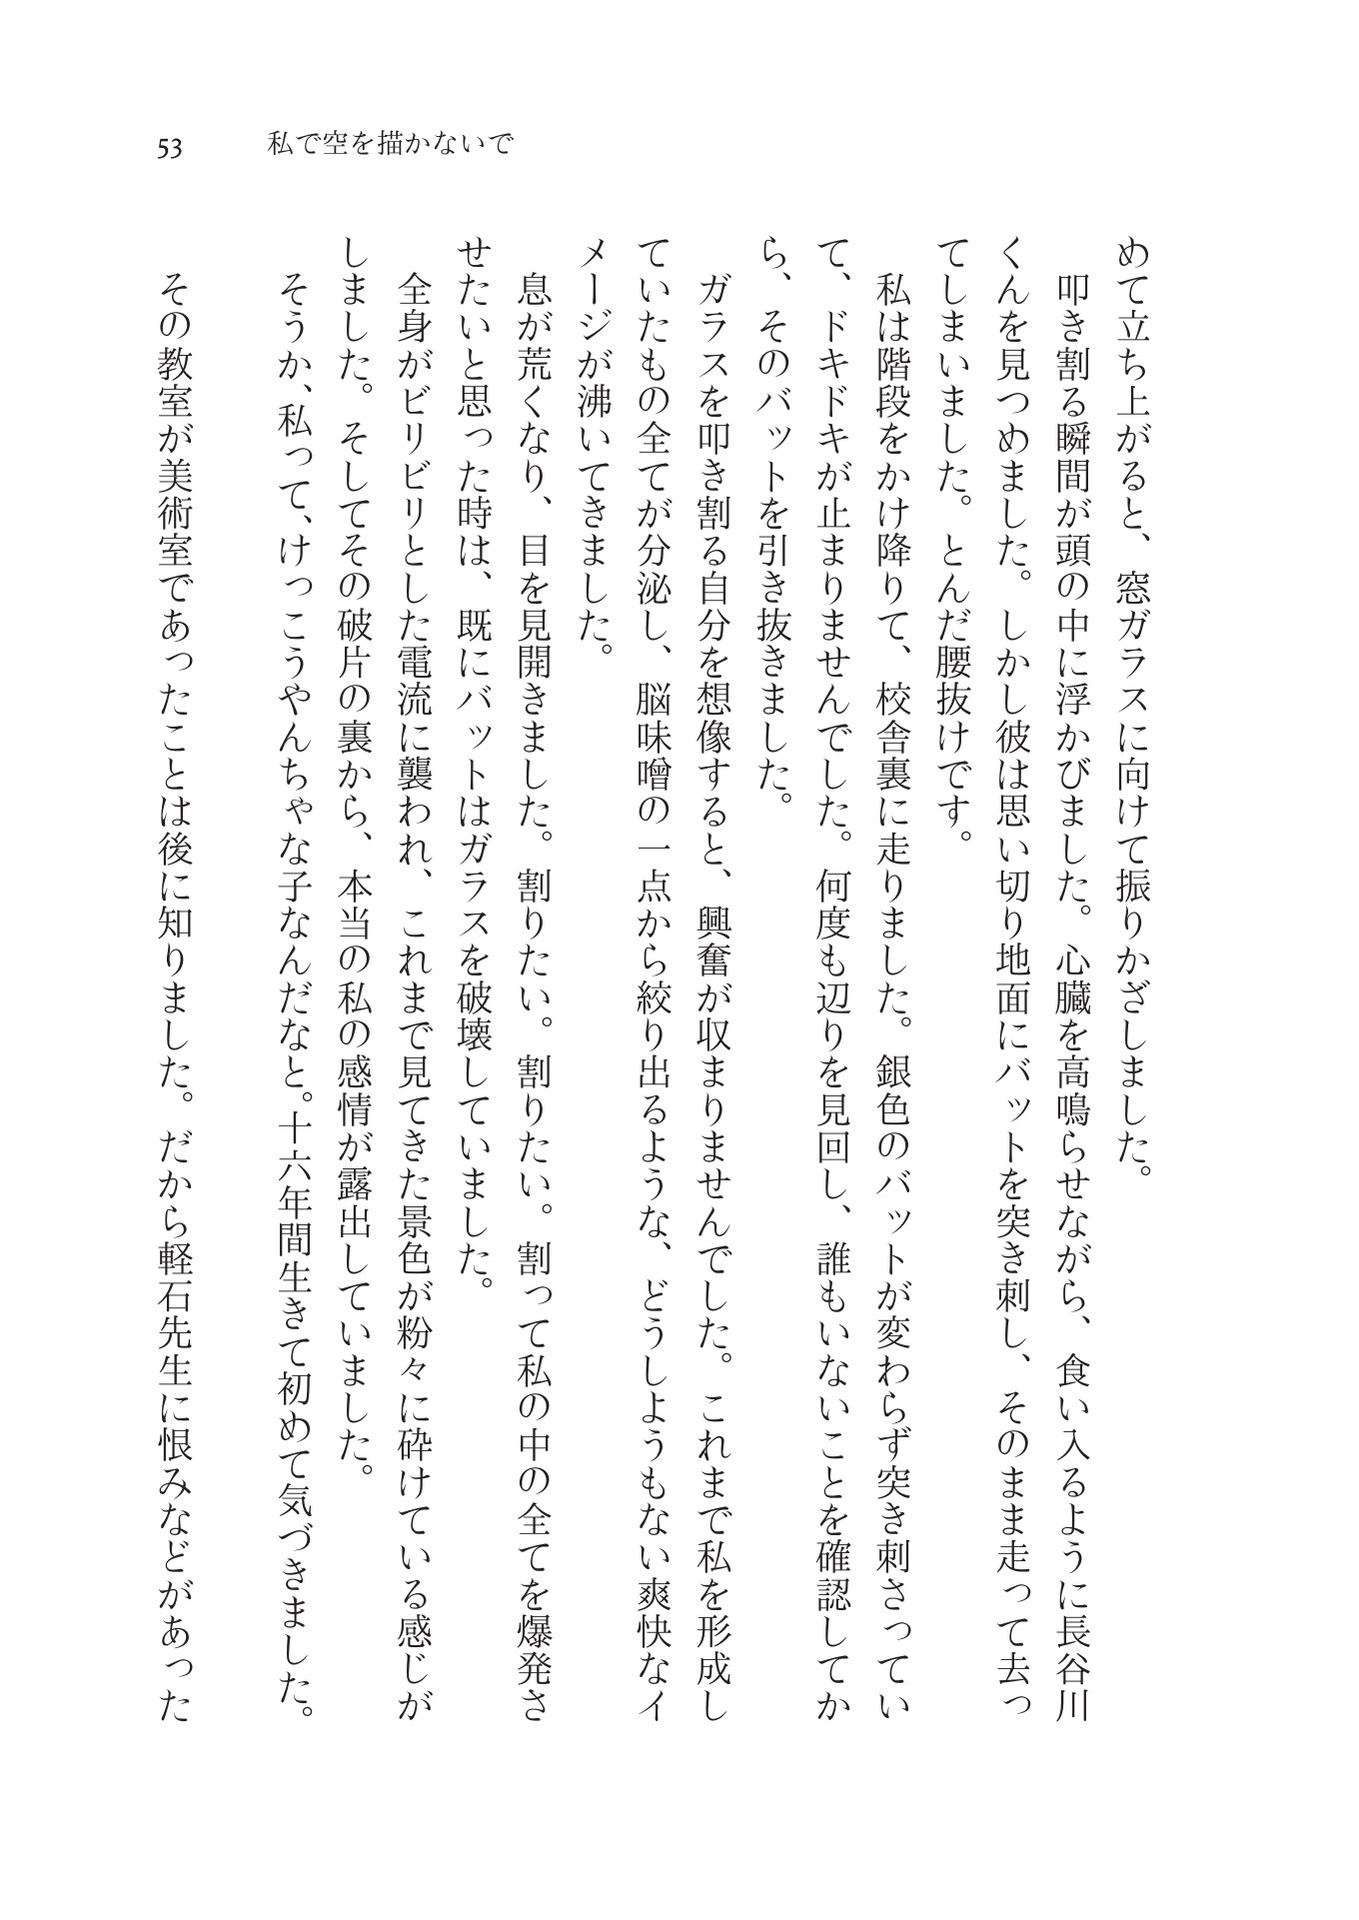 53
私で空を描かないで
めて立ち上がると、窓ガラスに向けて振りかざしました。
叩き割る瞬間が頭の中に浮かびました。心臓を高鳴らせながら、食い入るように長谷川
くんを見つめました。しかし彼は思い切り地面にバットを突き刺し、そのまま走って去っ
てしまいました。とんだ腰抜けです。
私は階段をかけ降りて、校舎裏に走りました。銀色のバットが変わらず突き刺さってい
て、ドキドキが止まりませんでした。何度も辺りを見回し、誰もいないことを確認してか
ら、そのバットを引き抜きました。
ガラスを叩き割る自分を想像すると、興奮が収まりませんでした。これまで私を形成し
ていたもの全てが分泌し、脳味噌の一点から絞り出るような、どうしようもない爽快なイ
メージが沸いてきました。
息が荒くなり、目を見開きました。割りたい。割りたい。割って私の中の全てを爆発さ
せたいと思った時は、既にバットはガラスを破壊していました。
全身がビリビリとした電流に襲われ、これまで見てきた景色が粉々に砕けている感じが
しました。そしてその破片の裏から、本当の私の感情が露出していました。
そうか、私って、けっこうやんちゃな子なんだなと。十六年間生きて初めて気づきました。
その教室が美術室であったことは後に知りました。だから軽石先生に恨みなどがあった